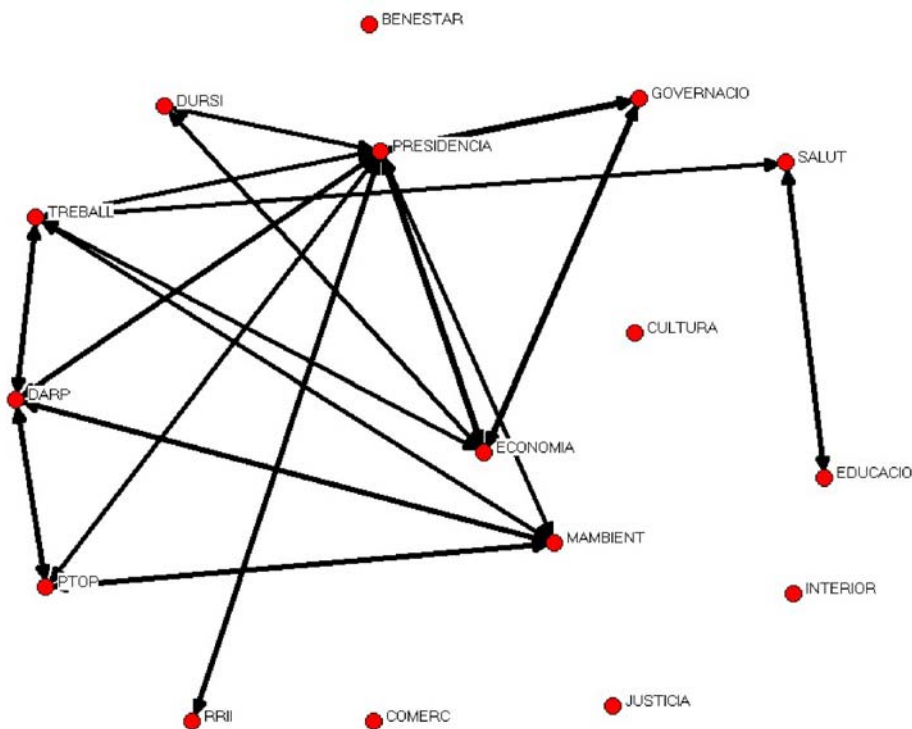 BENESTAR
DURSI
GOVERNACIO
PRESIDENCIA
SALUT
TREBALL
CULTURA
DARP
ECONOMIA
EDUCACIO
MAMBIENT
PTOP
INTERIOR
JUSTICIA
RRII
COMERC